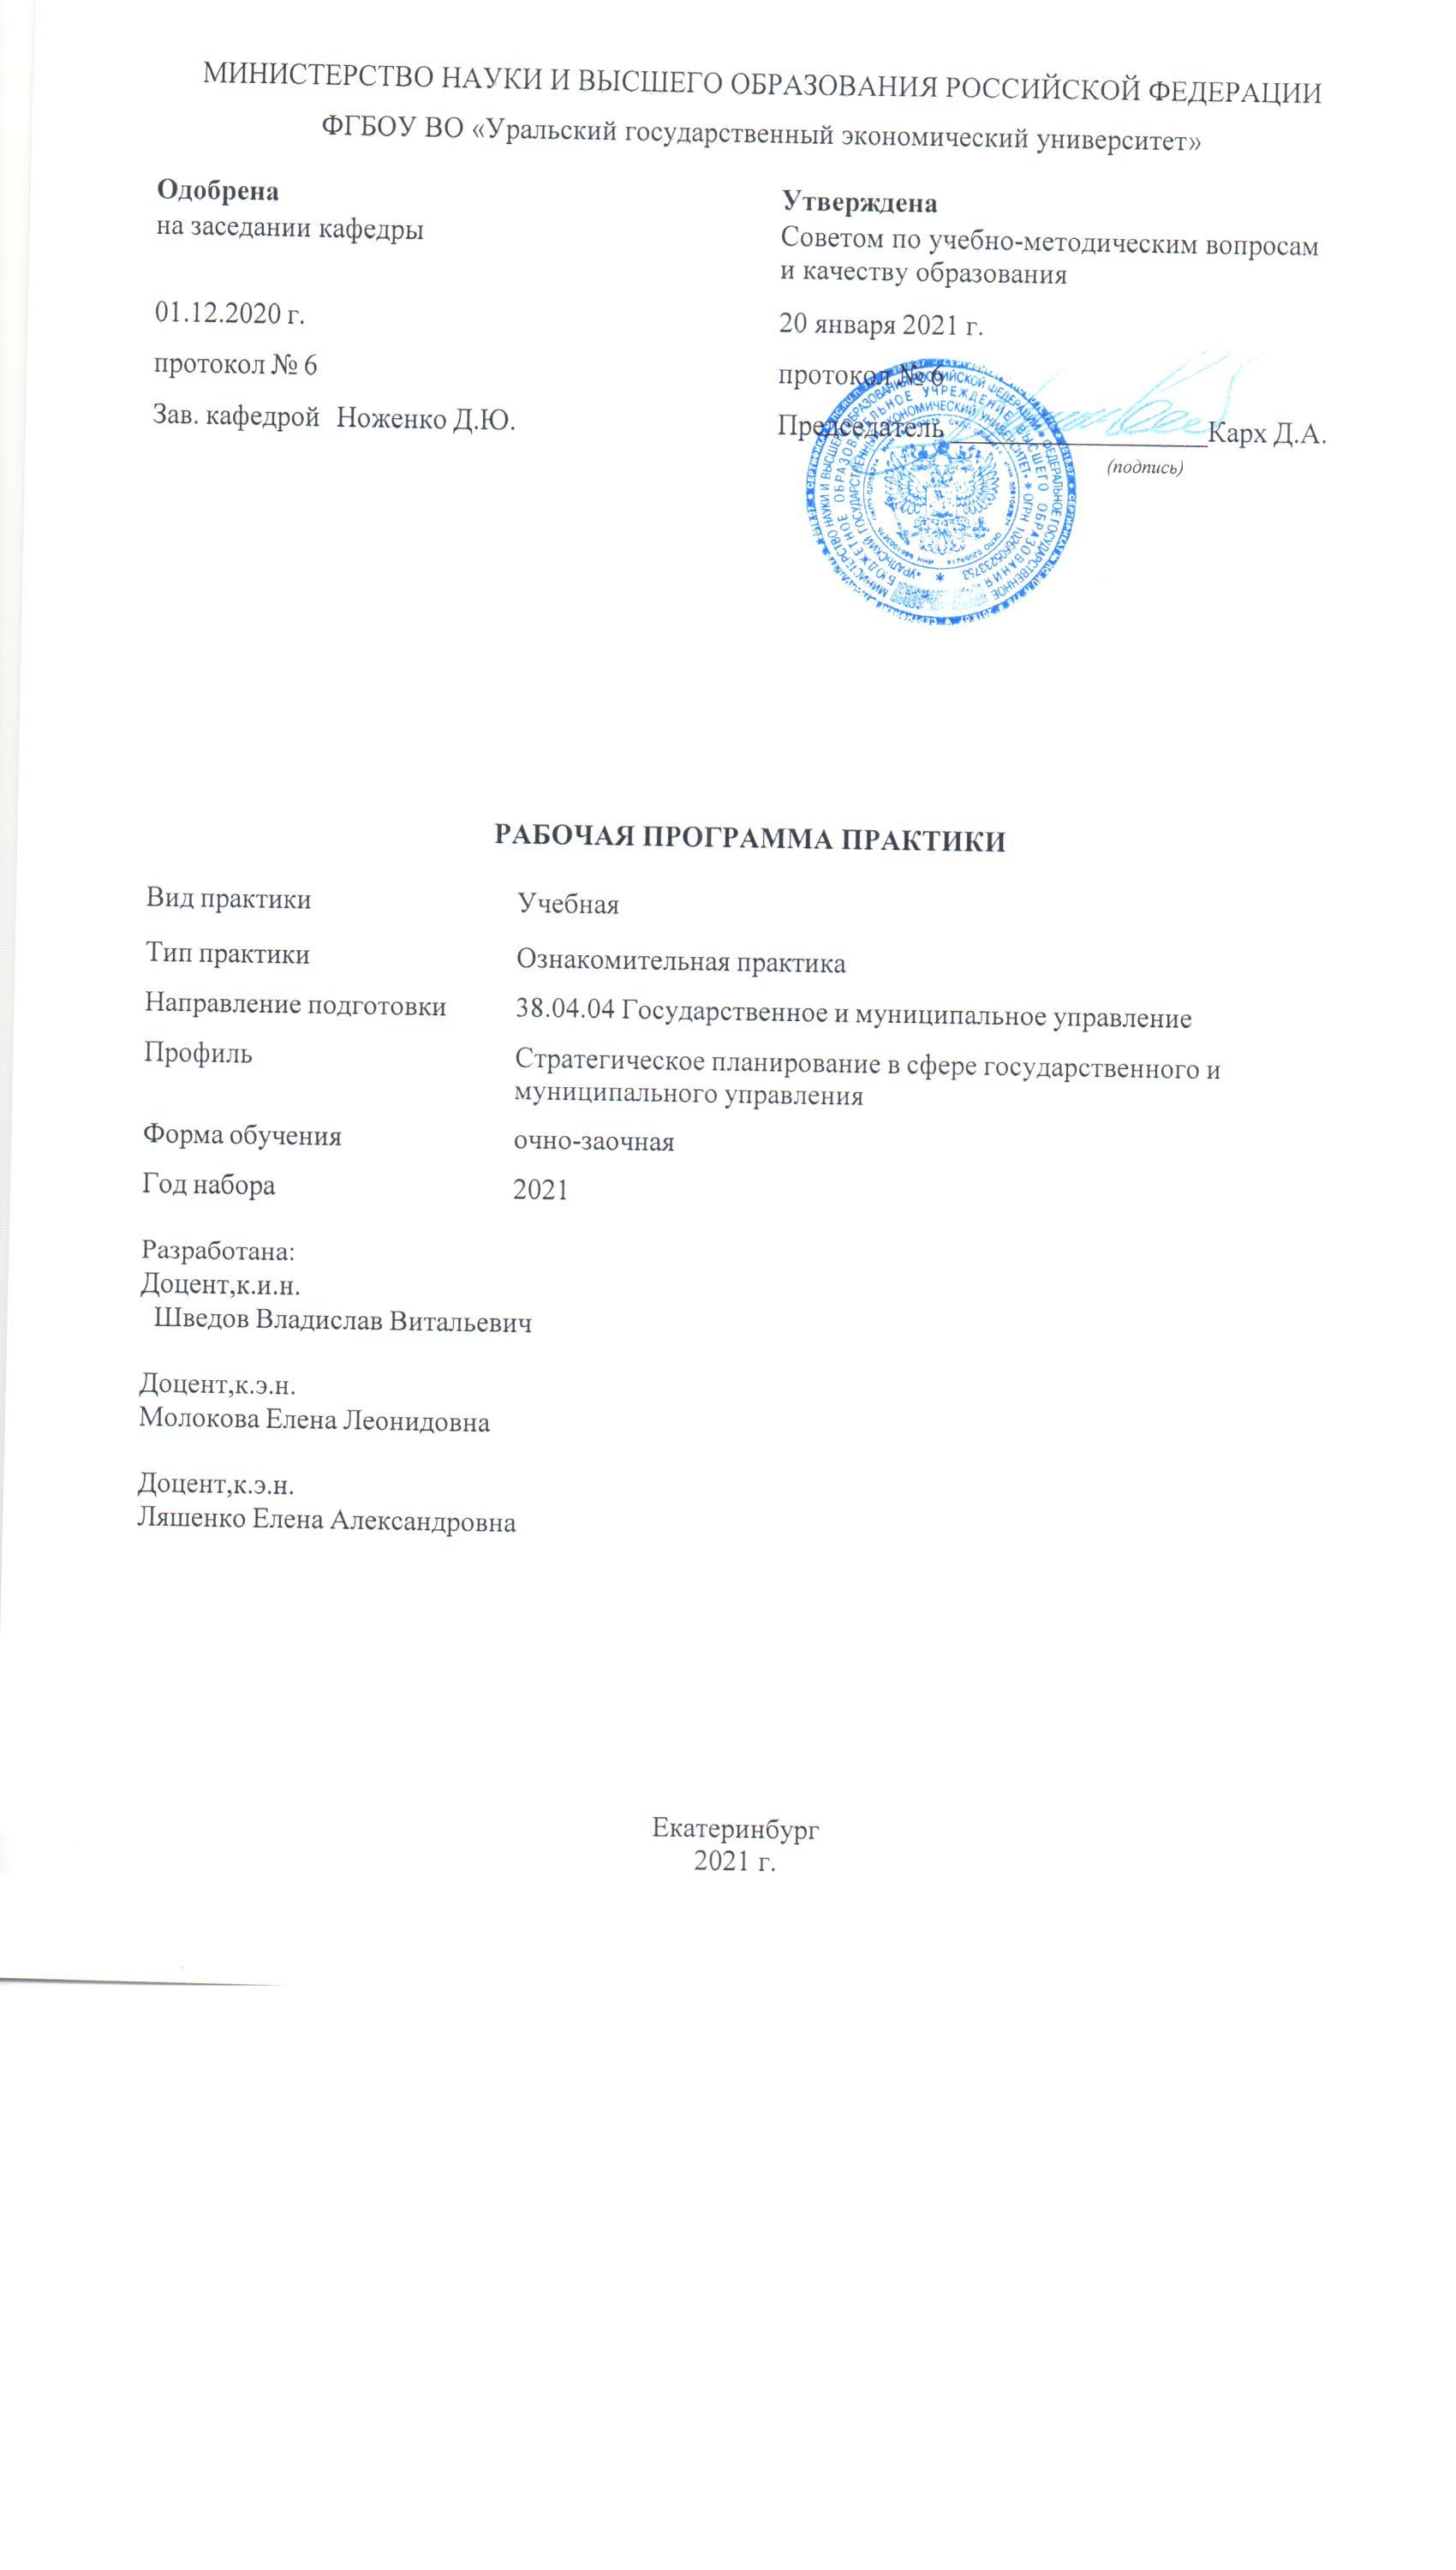 МИНИСТЕРСТВО НАУКИ И ВЫСШЕГО ОБРАЗОВАНИЯ РОССИЙСКОЙ ФЕДЕРАЦИИ
ФГБОУ ВО «Уральский государственный экономический университет»
Одобрена
на заседании кафедры
01.12.2020 г.
протокол № 6
Зав. кафедрой Ноженко Д.Ю.
Утверждена
Советом по учебно-методическим вопросам
и качеству образования
20 января 2021 г.
протокол № 6
Председатель Карх Д.А.
(подпись)
РАБОЧАЯ ПРОГРАММА ПРАКТИКИ
Вид практики Учебная
Тип практики Ознакомительная практика
Направление подготовки 38.04.04 Государственное и муниципальное управление
Профиль Стратегическое планирование в сфере государственного и
муниципального управления
Форма обучения очно-заочная
Год набора 2021
Разработана:
Доцент,к.и.н.
Шведов Владислав Витальевич
Доцент,к.э.н.
Молокова Елена Леонидовна
Доцент,к.э.н.
Ляшенко Елена Александровна
Екатеринбург
2021 г.